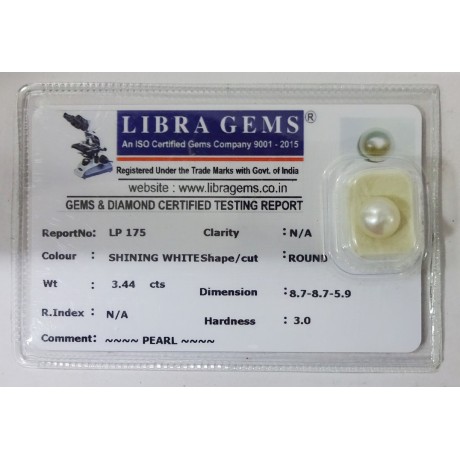 LIBRA GEMS®
An ISO Certified Gems Company 9001 - 2015
Registered Under the Trade Marks with Govt. of India
website : www.libragems.co.in
GEMS & DIAMOND CERTIFIED TESTING REPORT
ReportNo: LP 175 Clarity : N/A
Colour : SHINING WHITE Shape/cut : ROUND
Wt : 3.44 cts Dimension : 8.7-8.7-5.9
R.Index : N/A Hardness : 3.0
Comment: ~~~~ PEARL ~~~~